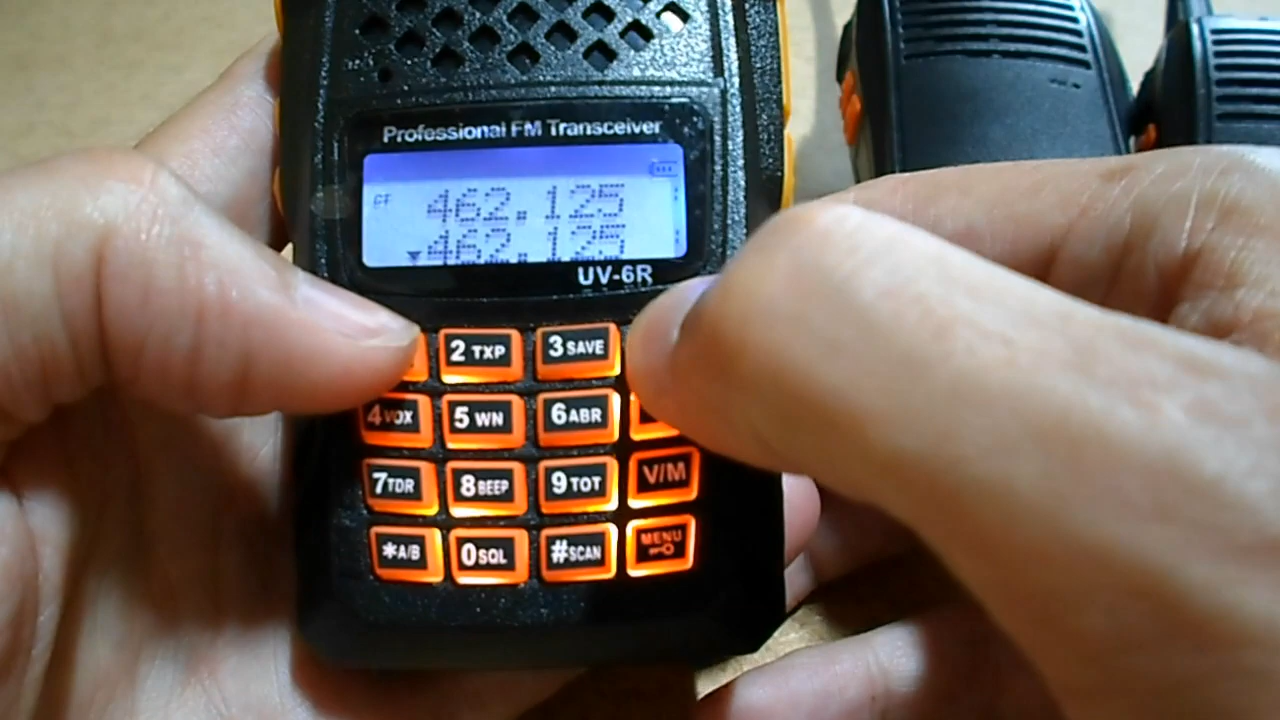 Professional FM Transceiver
462.125
▼462.125
UV-6R
2 TXP
3 SAVE
4 VOX
5 WN
6 ABR
7 TDR
8 BEEP
9 TOT
V/M
* A/B
0 SQL
# SCAN
MENU